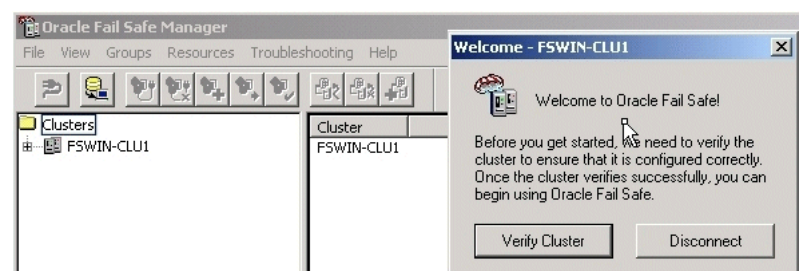 Oracle Fail Safe Manager
File View Groups Resources Troubleshooting Help
Clusters
FSWIN-CLU1
Cluster
FSWIN-CLU1
Welcome - FSWIN-CLU1
Welcome to Oracle Fail Safe!
Before you get started, we need to verify the
cluster to ensure that it is configured correctly.
Once the cluster verifies successfully, you can
begin using Oracle Fail Safe.
Verify Cluster
Disconnect